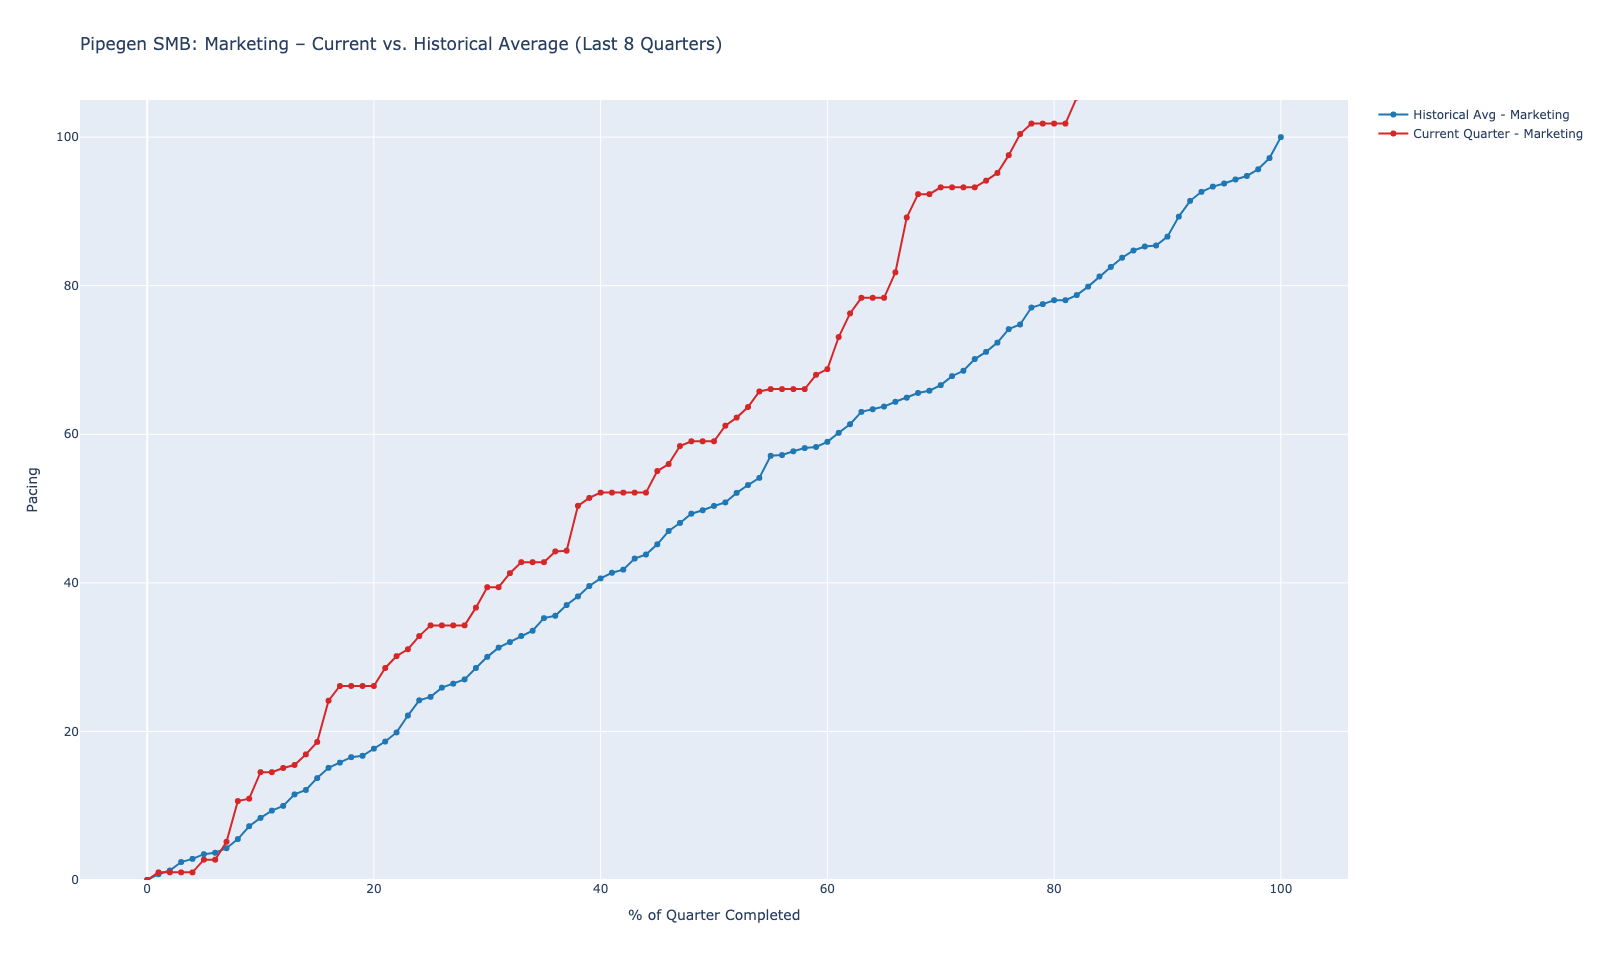 Pipegen SMB: Marketing – Current vs. Historical Average (Last 8 Quarters)
Historical Avg - Marketing
Current Quarter - Marketing
Pacing
100
80
60
40
20
0
0 20 40 60 80 100
% of Quarter Completed